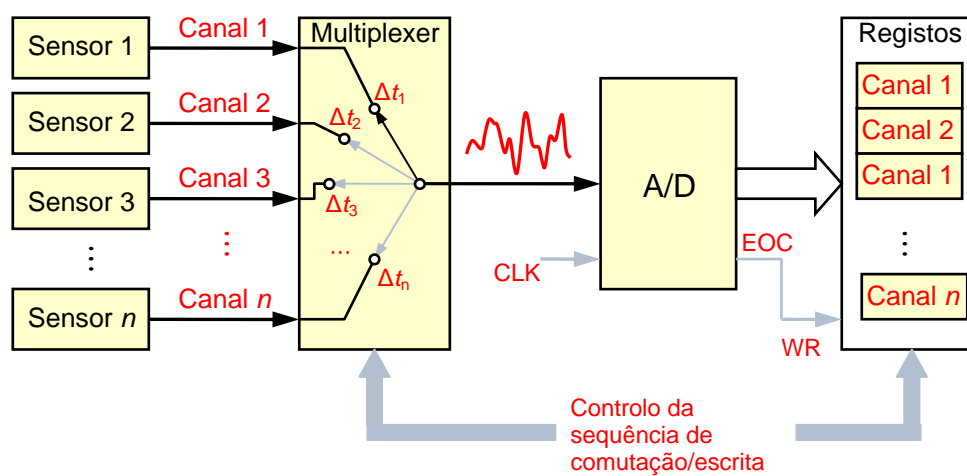 Sensor 1
Canal 1
Multiplexer
Registos
Δt₁
Canal 1
Sensor 2
Canal 2
Δt₂
Canal 2
Sensor 3
Canal 3
Δt₃
A/D
Canal 1
...
...
...
EOC
...
CLK
Δtₙ
Sensor n
Canal n
Canal n
WR
Controlo da
sequência de
comutação/escrita